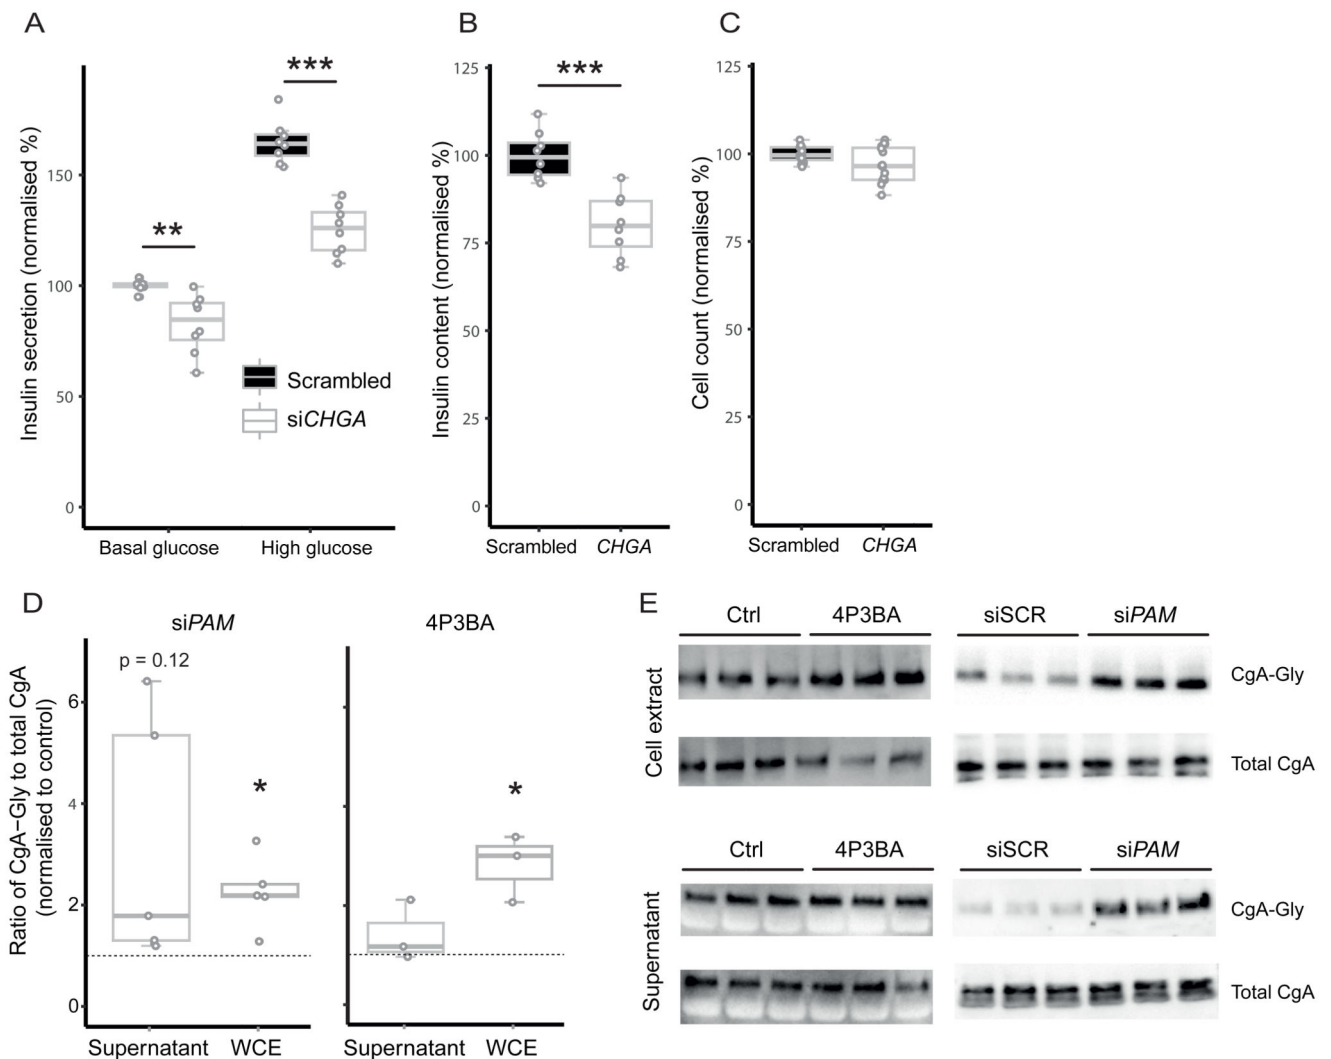 A
B
C
***
**
Insulin secretion (normalised %)
150
100
50
0
Scrambled
siCHGA
Basal glucose
High glucose
***
Insulin content (normalised %)
125
100
75
50
25
0
Scrambled
CHGA
Cell count (normalised %)
125
100
75
50
25
0
Scrambled
CHGA
D
siPAM
4P3BA
p = 0.12
*
*
Ratio of CgA−Gly to total CgA
(normalised to control)
6
4
2
0
Supernatant
WCE
Supernatant
WCE
E
Ctrl
4P3BA
siSCR
siPAM
Cell extract
CgA-Gly
Total CgA
Ctrl
4P3BA
siSCR
siPAM
Supernatant
CgA-Gly
Total CgA